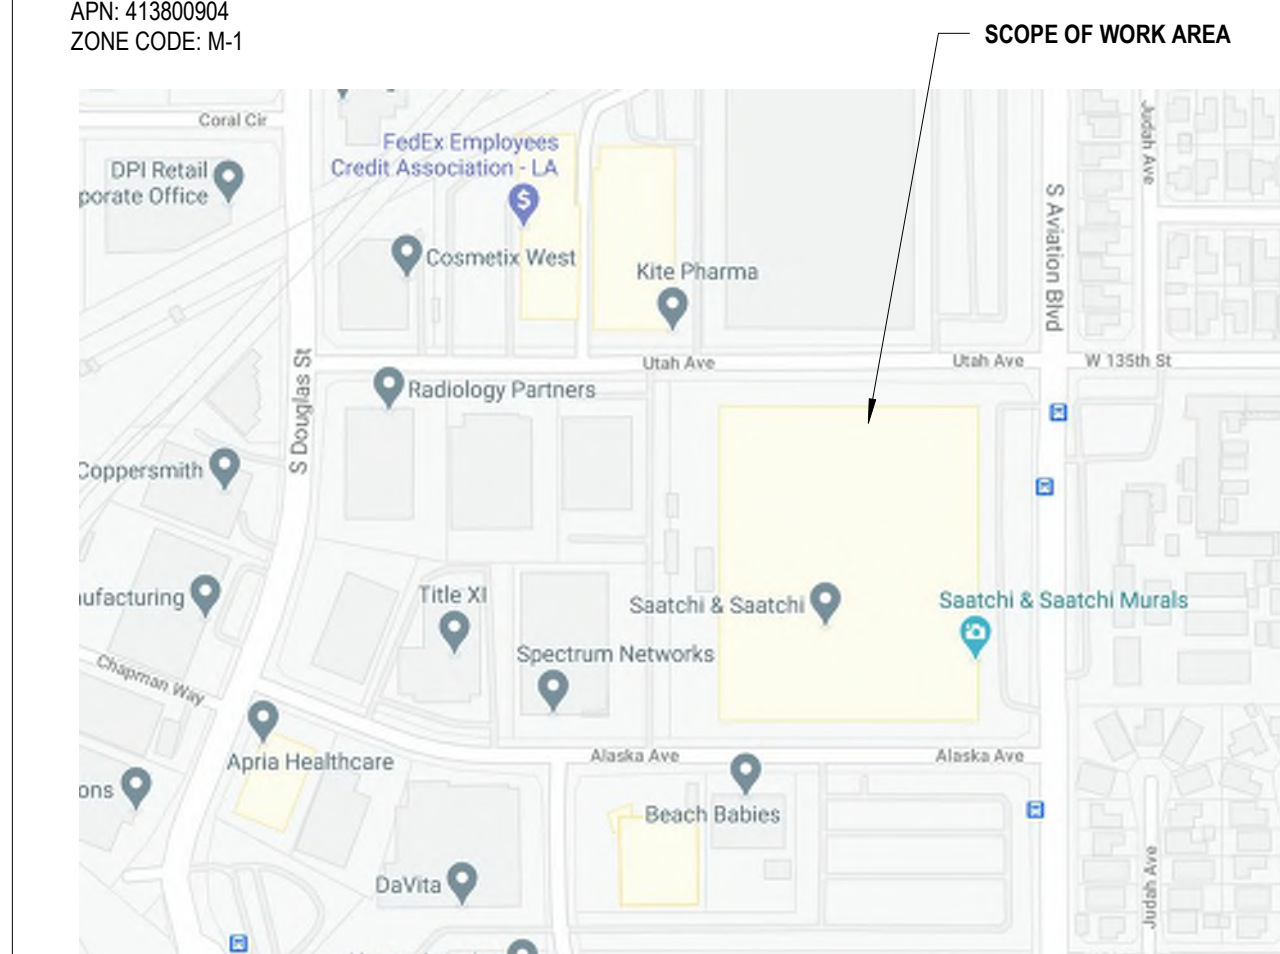 APN: 413800904
ZONE CODE: M-1
SCOPE OF WORK AREA
Coral Cir
Judah Ave
FedEx Employees
Credit Association - LA
DPI Retail
porate Office
S Aviation Blvd
Cosmetix West
Kite Pharma
Utah Ave
Utah Ave
W 135th St
S Douglas St
Radiology Partners
Coppersmith
ufacturing
Title XI
Saatchi & Saatchi
Saatchi & Saatchi Murals
Spectrum Networks
Chapman Way
Alaska Ave
Alaska Ave
Apria Healthcare
ons
Beach Babies
DaVita
Judah Ave